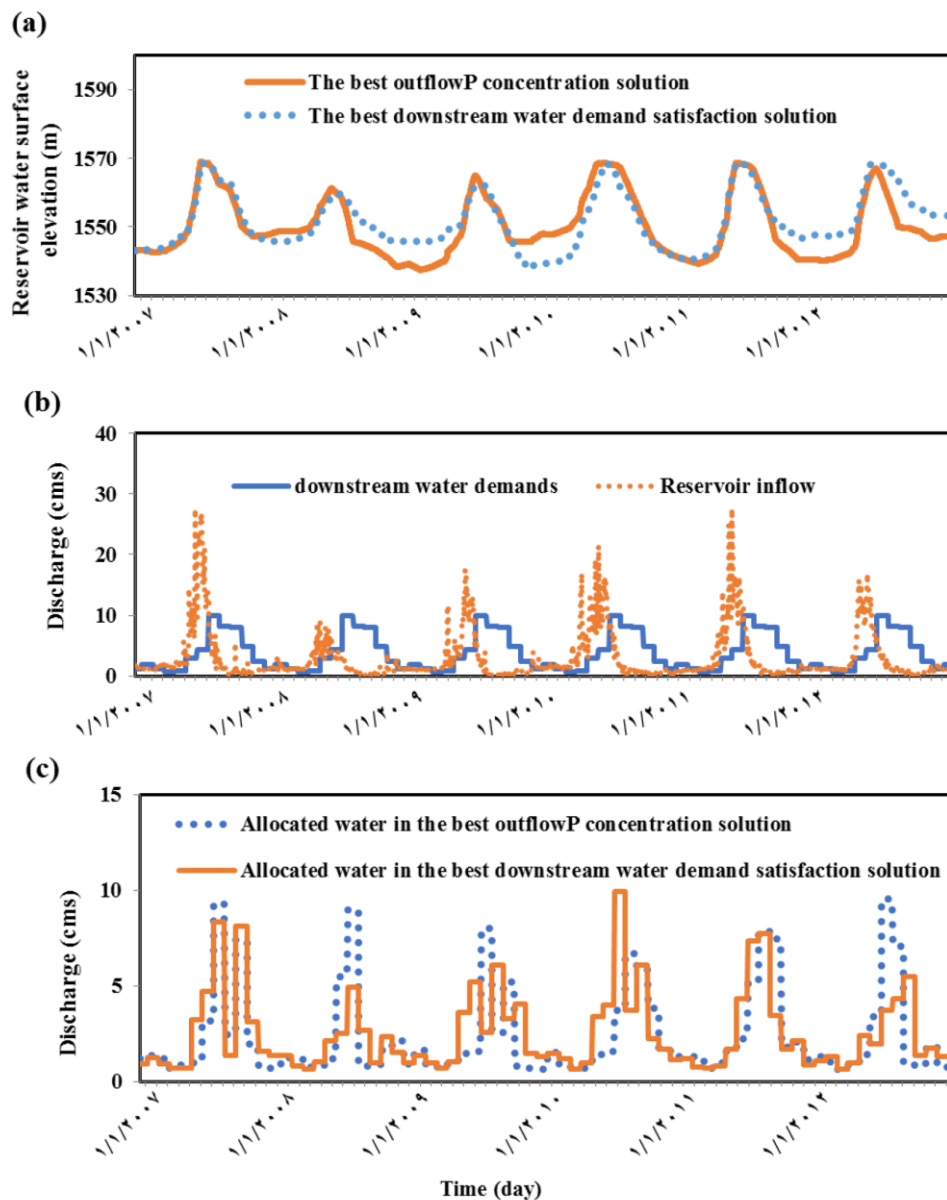 (a)
1590
1570
1550
1530
Reservoir water surface
elevation (m)
The best outflowP concentration solution
The best downstream water demand satisfaction solution
١/١/٢٠٠٧
١/١/٢٠٠٨
١/١/٢٠٠٩
١/١/٢٠١٠
١/١/٢٠١١
١/١/٢٠١٢
(b)
40
30
20
10
0
Discharge (cms)
downstream water demands
Reservoir inflow
١/١/٢٠٠٧
١/١/٢٠٠٨
١/١/٢٠٠٩
١/١/٢٠١٠
١/١/٢٠١١
١/١/٢٠١٢
(c)
15
10
5
0
Discharge (cms)
Allocated water in the best outflowP concentration solution
Allocated water in the best downstream water demand satisfaction solution
١/١/٢٠٠٧
١/١/٢٠٠٨
١/١/٢٠٠٩
١/١/٢٠١٠
١/١/٢٠١١
١/١/٢٠١٢
Time (day)